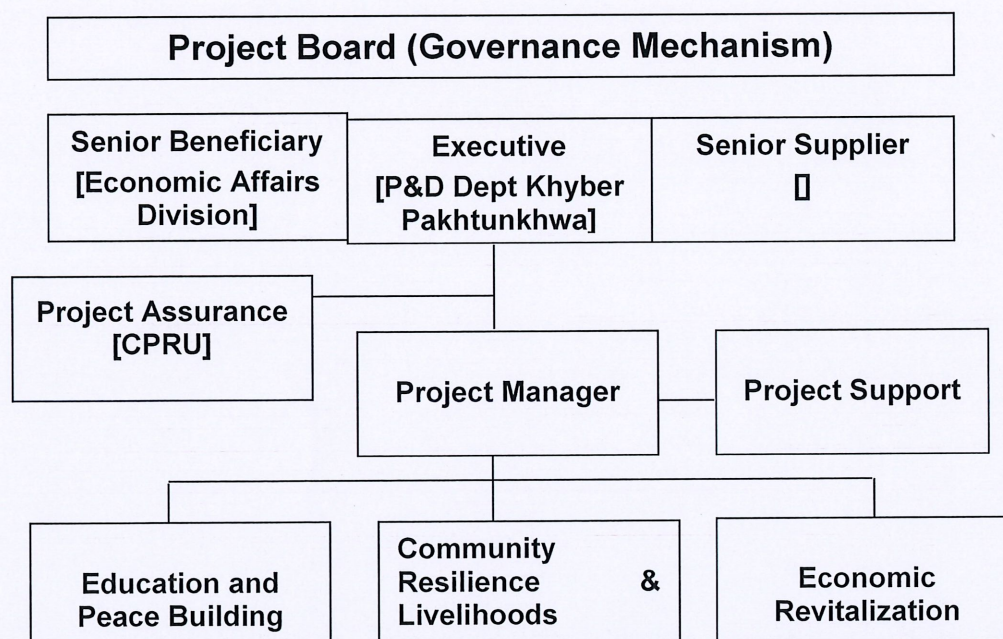 Project Board (Governance Mechanism)
Senior Beneficiary
[Economic Affairs
Division]
Executive
[P&D Dept Khyber
Pakhtunkhwa]
Senior Supplier
[]
Project Assurance
[CPRU]
Project Manager
Project Support
Education and
Peace Building
Community
Resilience &
Livelihoods
Economic
Revitalization